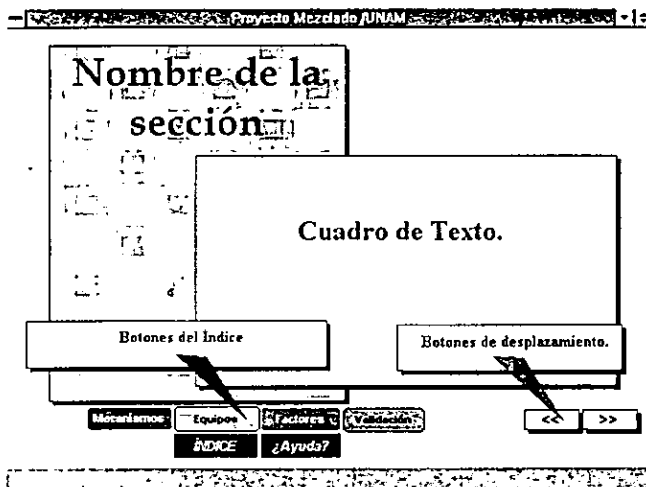 Proyecto Mezclado /UNAM
Nombre de la
sección
Cuadro de Texto.
Botones del Índice
Botones de desplazamiento.
Mecanismos Equipos Factores Validación << >>
ÍNDICE ¿Ayuda?